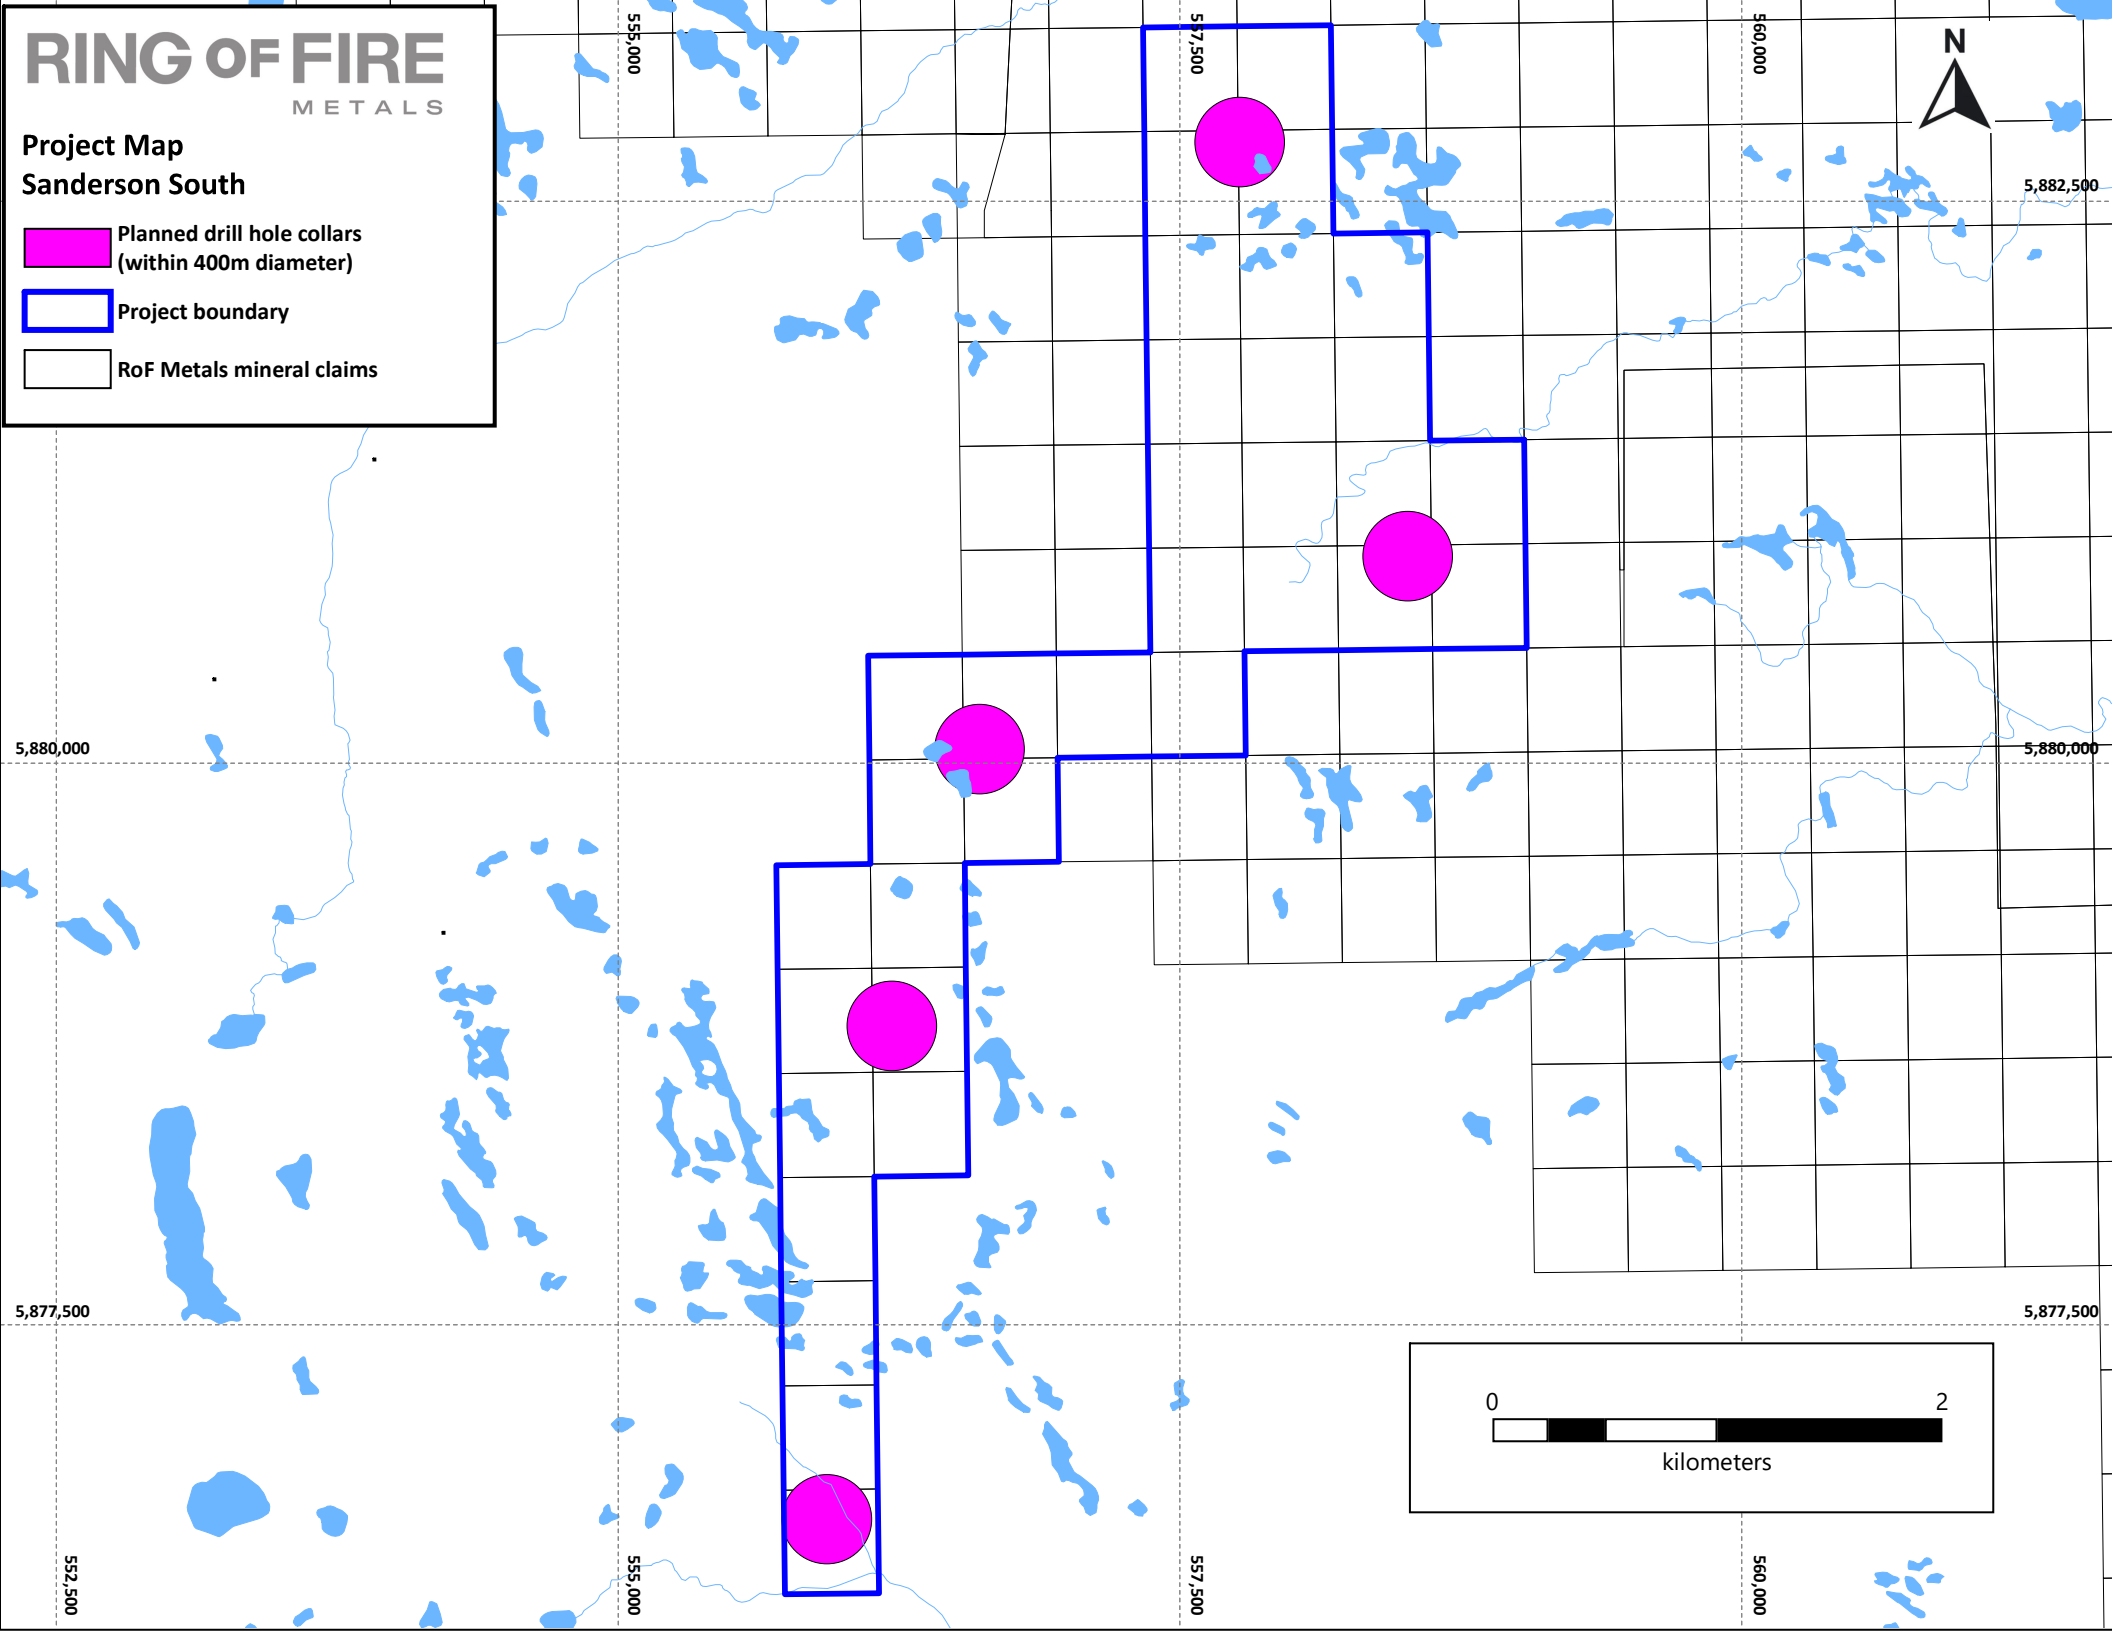 RING OF FIRE
METALS
Project Map
Sanderson South
Planned drill hole collars
(within 400m diameter)
Project boundary
RoF Metals mineral claims
555,000
557,500
560,000
N
5,882,500
5,880,000
5,880,000
5,877,500
5,877,500
0 2
kilometers
552,500
555,000
557,500
560,000